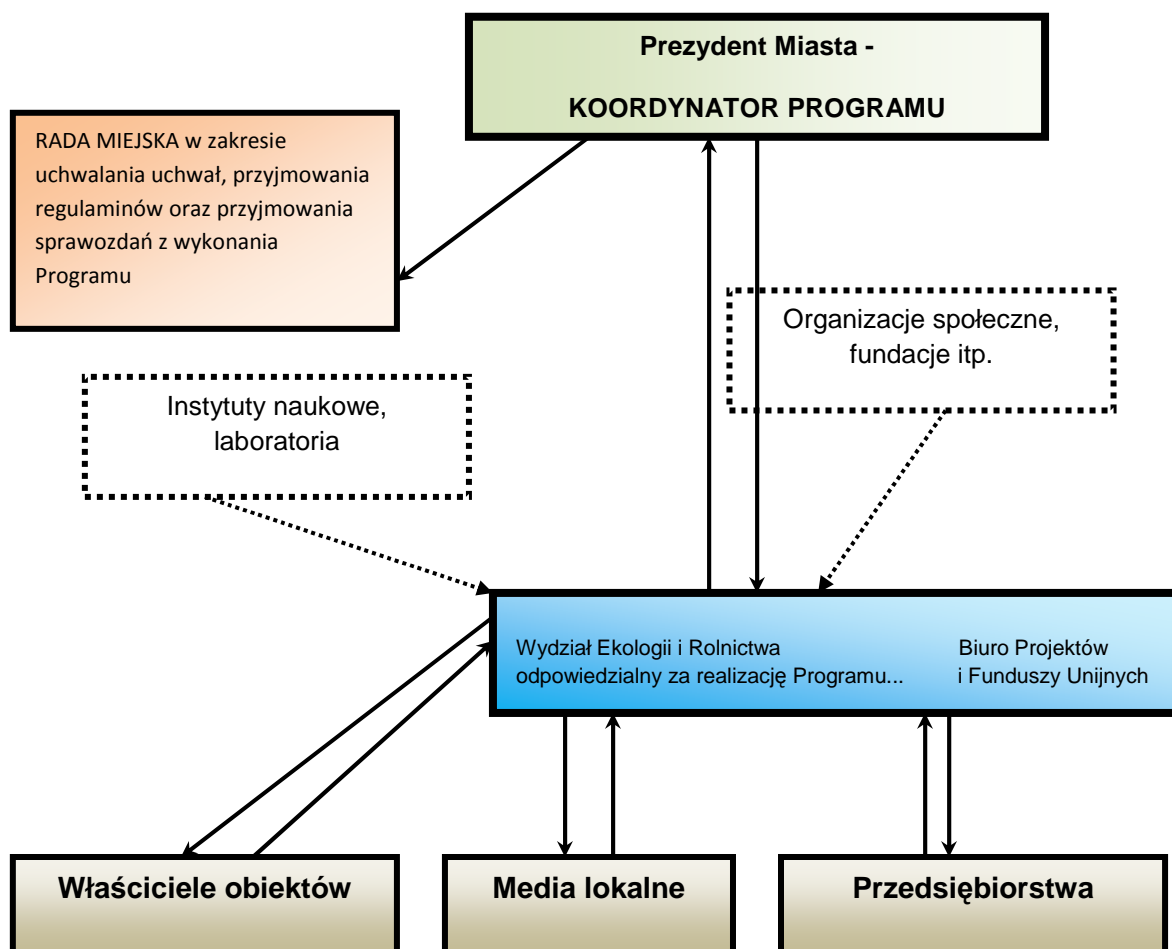 Prezydent Miasta -
KOORDYNATOR PROGRAMU
RADA MIEJSKA w zakresie
uchwalania uchwał, przyjmowania
regulaminów oraz przyjmowania
sprawozdań z wykonania
Programu
Organizacje społeczne,
fundacje itp.
Instytuty naukowe,
laboratoria
Wydział Ekologii i Rolnictwa
odpowiedzialny za realizację Programu...
Biuro Projektów
i Funduszy Unijnych
Właściciele obiektów
Media lokalne
Przedsiębiorstwa